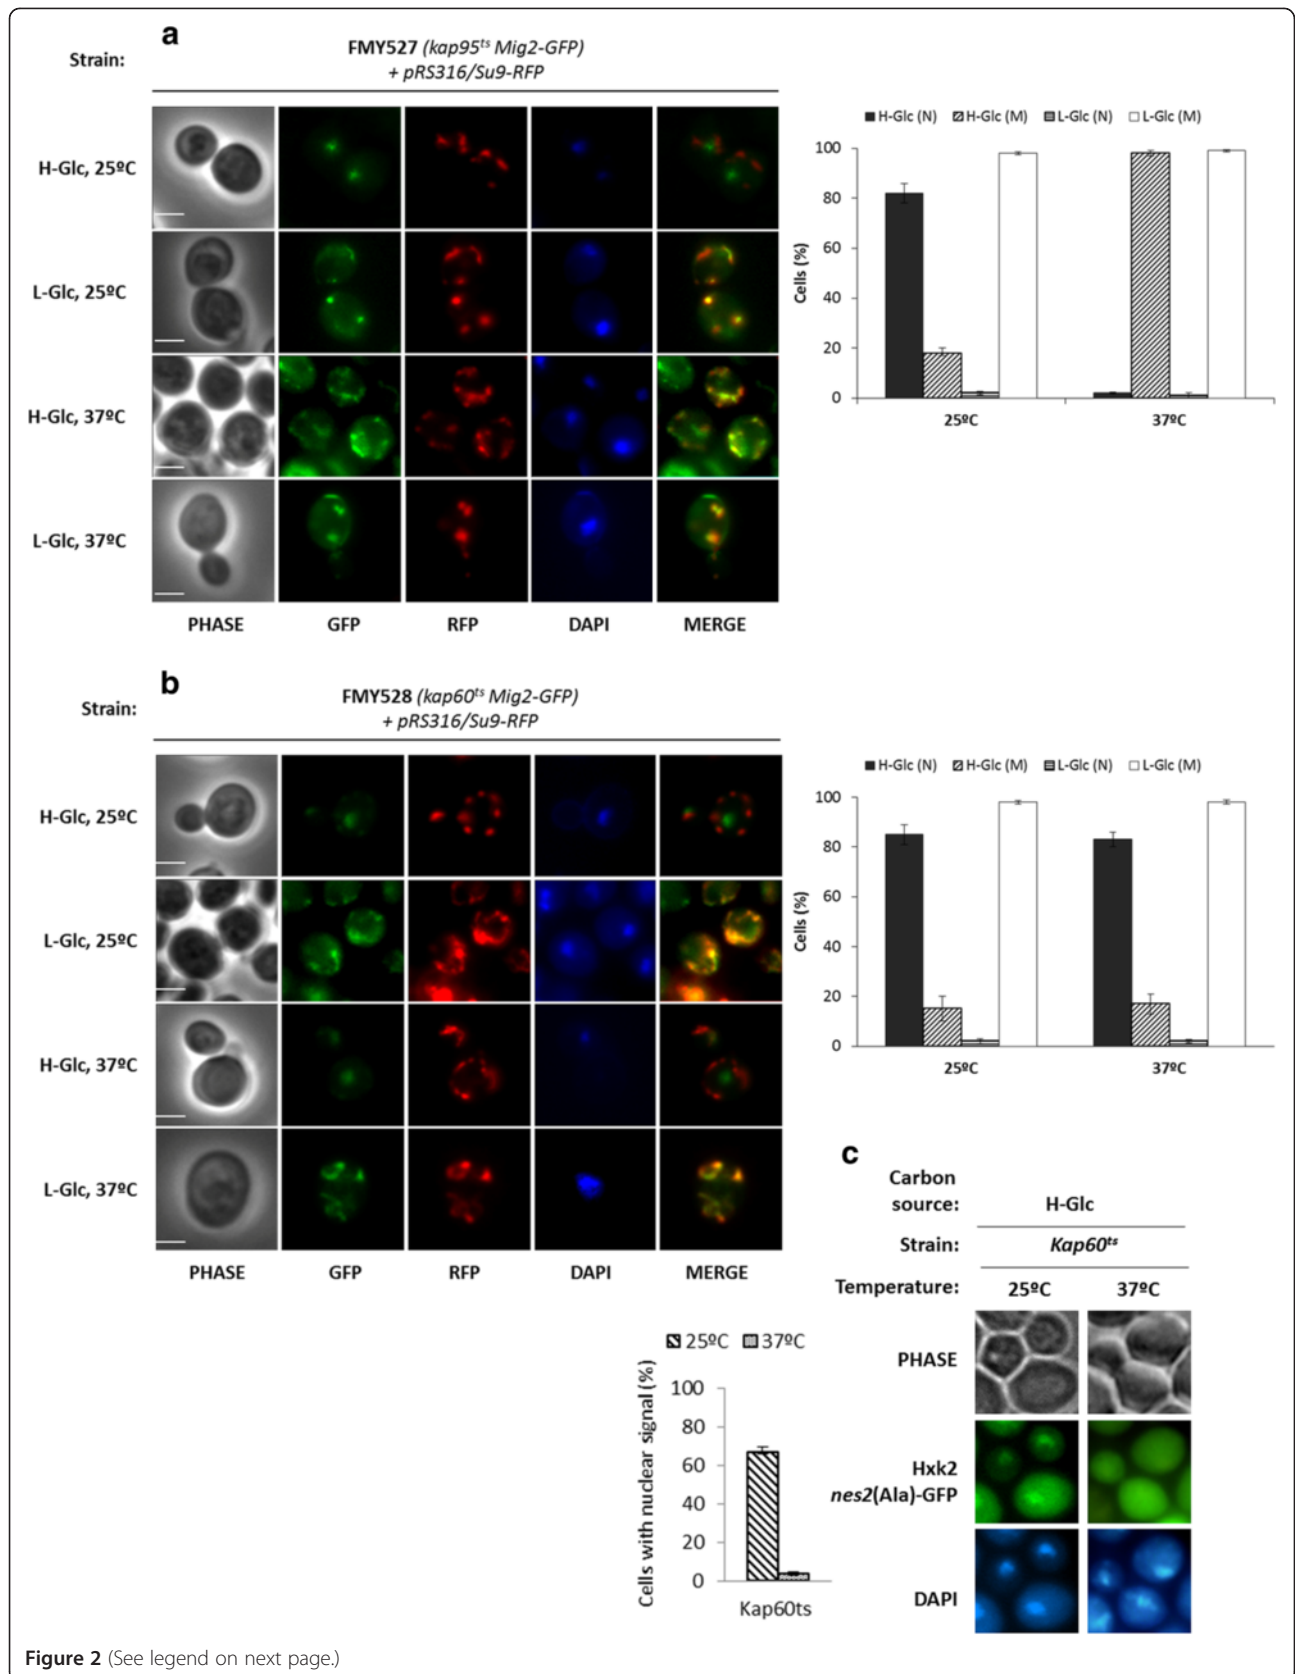 a
Strain:
FMY527 (kap95ts Mig2-GFP)
+ pRS316/Su9-RFP
H-Glc, 25ºC
L-Glc, 25ºC
H-Glc, 37ºC
L-Glc, 37ºC
PHASE GFP RFP DAPI MERGE
H-Glc (N) H-Glc (M) L-Glc (N) L-Glc (M)
Cells (%)
100
80
60
40
20
0
25ºC 37ºC
b
Strain:
FMY528 (kap60ts Mig2-GFP)
+ pRS316/Su9-RFP
H-Glc, 25ºC
L-Glc, 25ºC
H-Glc, 37ºC
L-Glc, 37ºC
PHASE GFP RFP DAPI MERGE
H-Glc (N) H-Glc (M) L-Glc (N) L-Glc (M)
Cells (%)
100
80
60
40
20
0
25ºC 37ºC
c
Carbon
source: H-Glc
Strain: Kap60ts
Temperature: 25ºC 37ºC
PHASE
Hxk2
nes2(Ala)-GFP
DAPI
25ºC 37ºC
Cells with nuclear signal (%)
100
80
60
40
20
0
Kap60ts
Figure 2 (See legend on next page.)